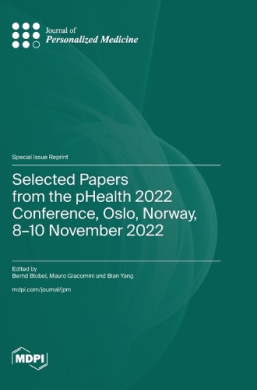 Journal of
Personalized Medicine
Special Issue Reprint
Selected Papers
from the pHealth 2022
Conference, Oslo, Norway,
8–10 November 2022
Edited by
Bernd Blobel, Mauro Giacomini and Bian Yang
mdpi.com/journal/jpm
MDPI